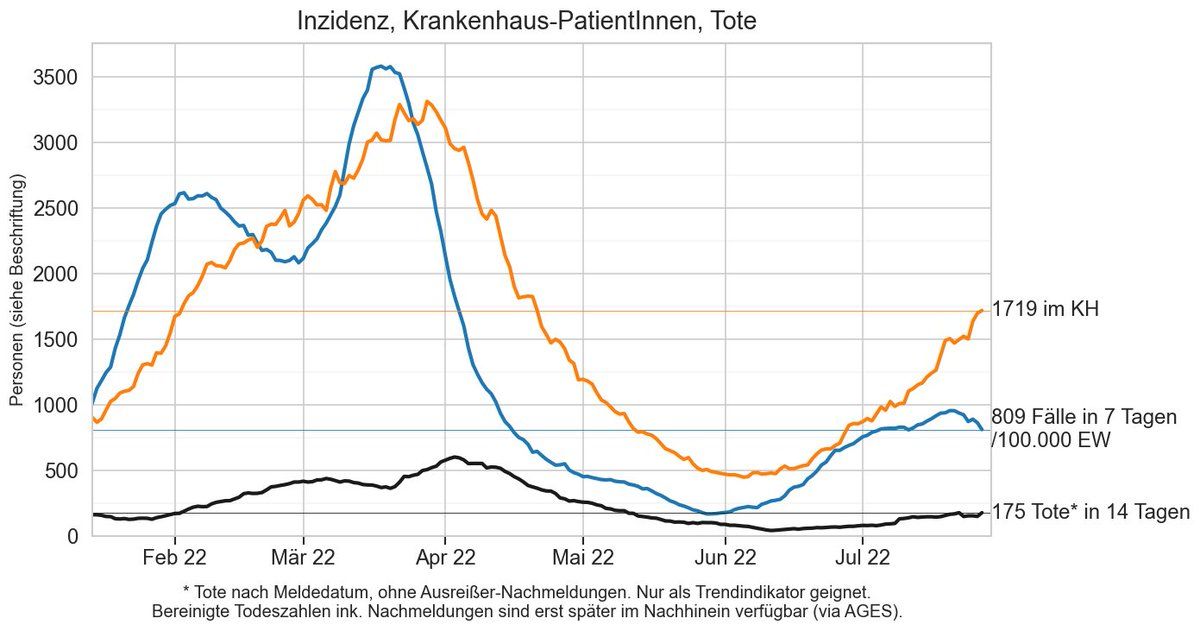 Inzidenz, Krankenhaus-PatientInnen, Tote
Personen (siehe Beschriftung)
3500
3000
2500
2000
1500
1000
500
0
1719 im KH
809 Fälle in 7 Tagen
/100.000 EW
175 Tote* in 14 Tagen
Feb 22
Mär 22
Apr 22
Mai 22
Jun 22
Jul 22
* Tote nach Meldedatum, ohne Ausreißer-Nachmeldungen. Nur als Trendindikator geignet.
Bereinigte Todeszahlen ink. Nachmeldungen sind erst später im Nachhinein verfügbar (via AGES).